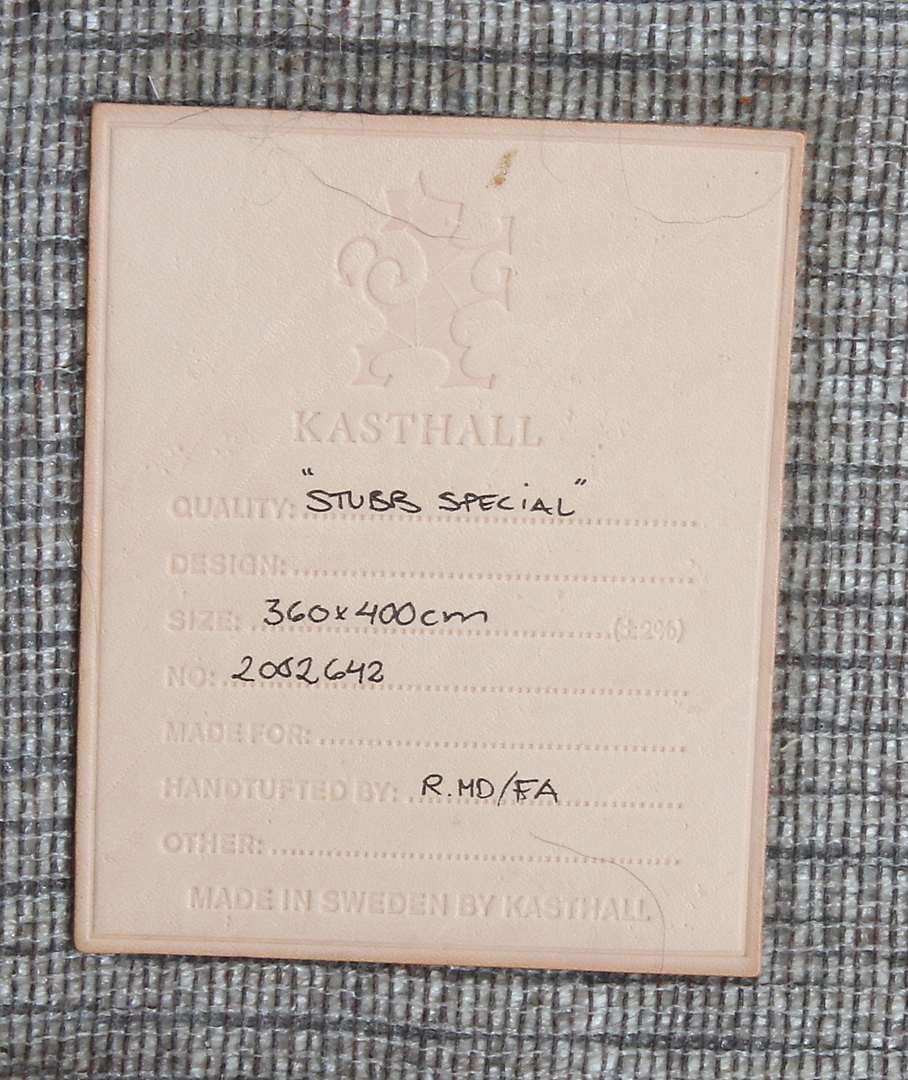 KASTHALL
QUALITY: "STUBB SPECIAL"
DESIGN:
SIZE: 360x400cm (±2%)
NO: 2082642
MADE FOR:
HANDTUFTED BY: R.MD/FA
OTHER:
MADE IN SWEDEN BY KASTHALL